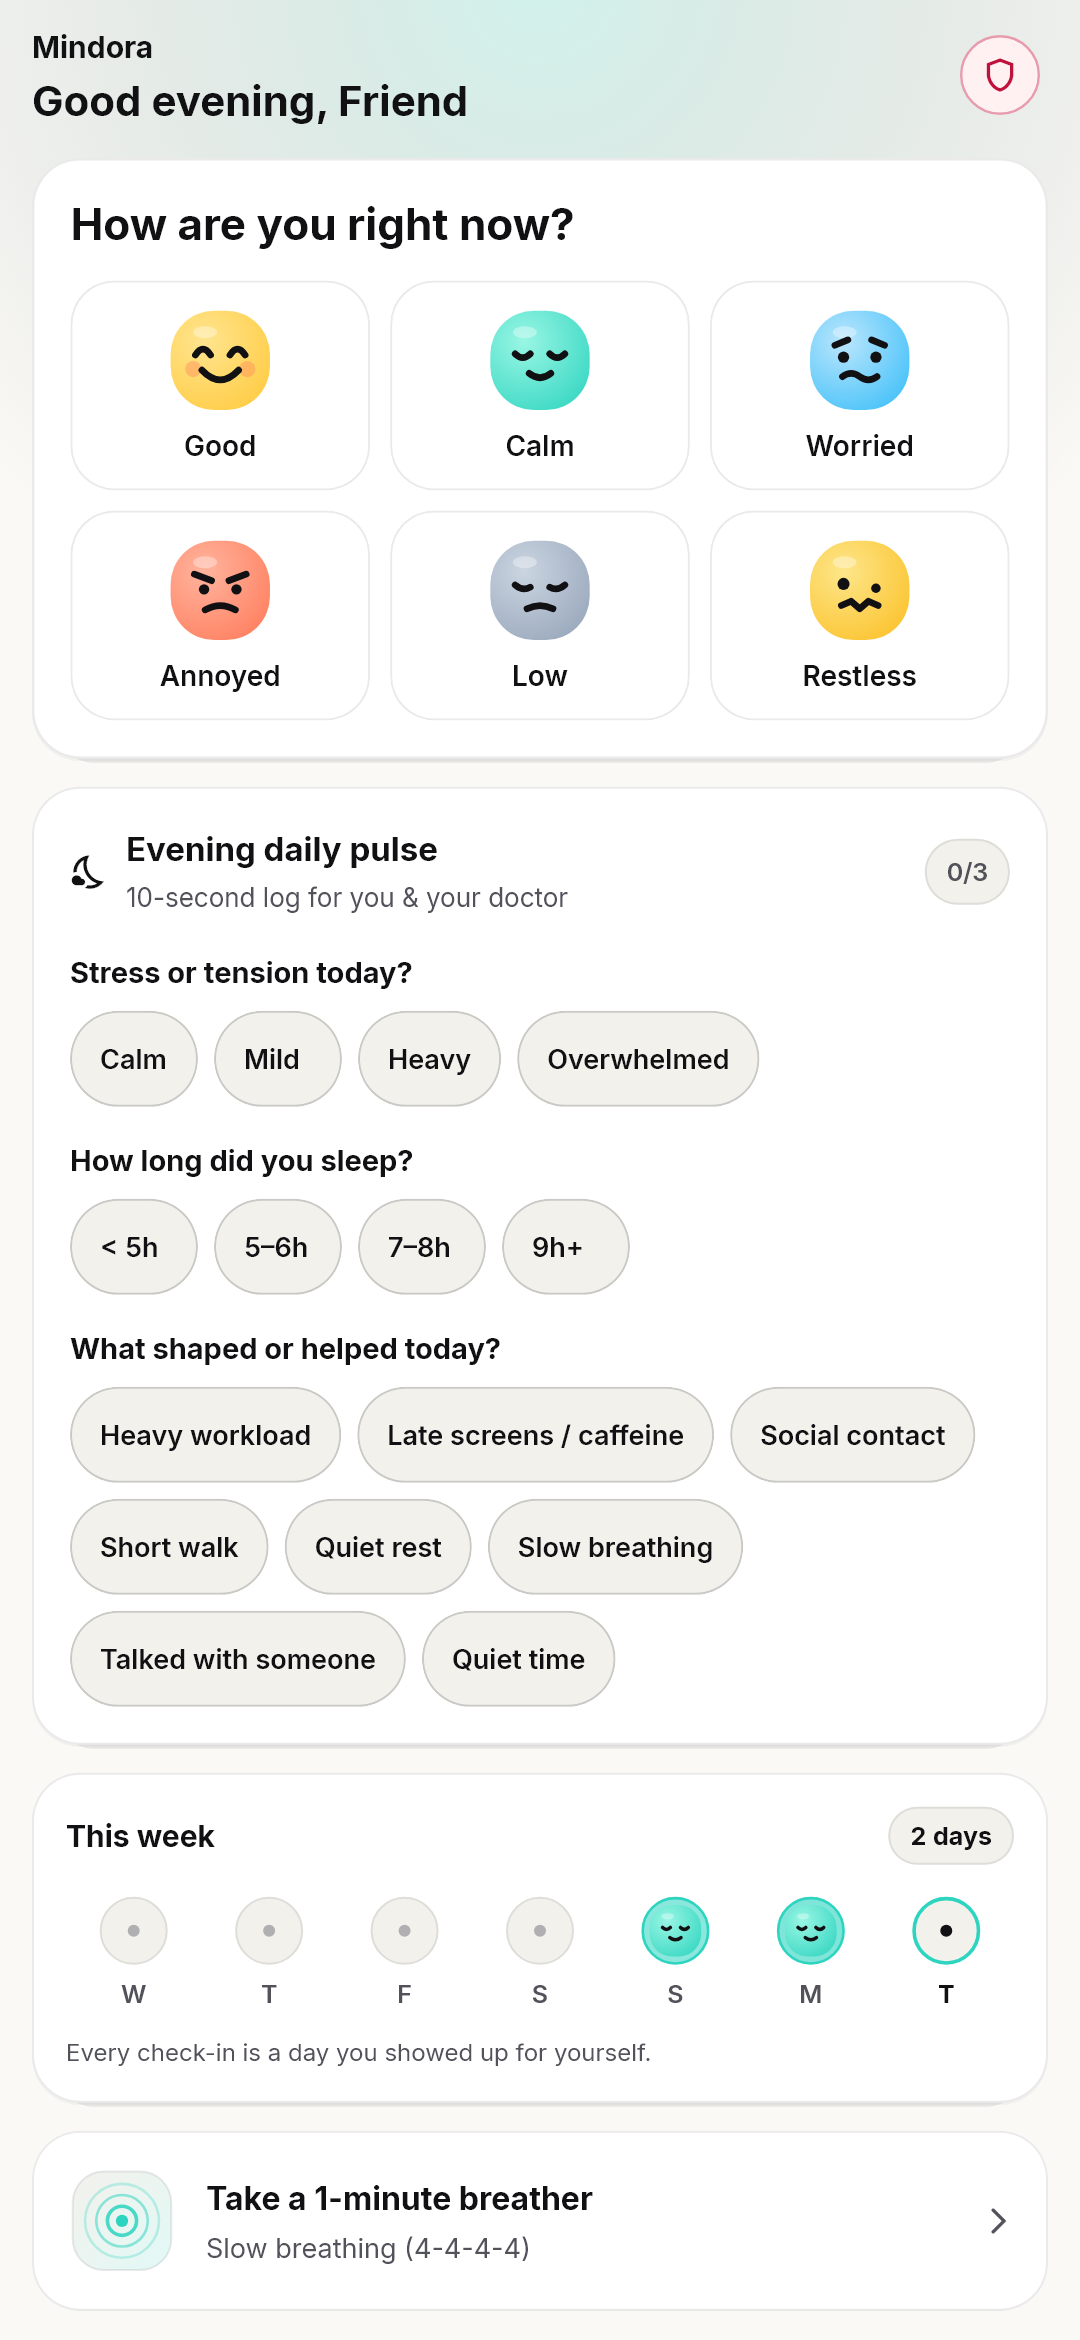 Mindora
Good evening, Friend
How are you right now?
Good Calm Worried
Annoyed Low Restless
Evening daily pulse
10-second log for you & your doctor
0/3
Stress or tension today?
Calm Mild Heavy Overwhelmed
How long did you sleep?
< 5h 5–6h 7–8h 9h+
What shaped or helped today?
Heavy workload Late screens / caffeine Social contact
Short walk Quiet rest Slow breathing
Talked with someone Quiet time
This week 2 days
W T F S S M T
Every check-in is a day you showed up for yourself.
Take a 1-minute breather
Slow breathing (4-4-4-4)